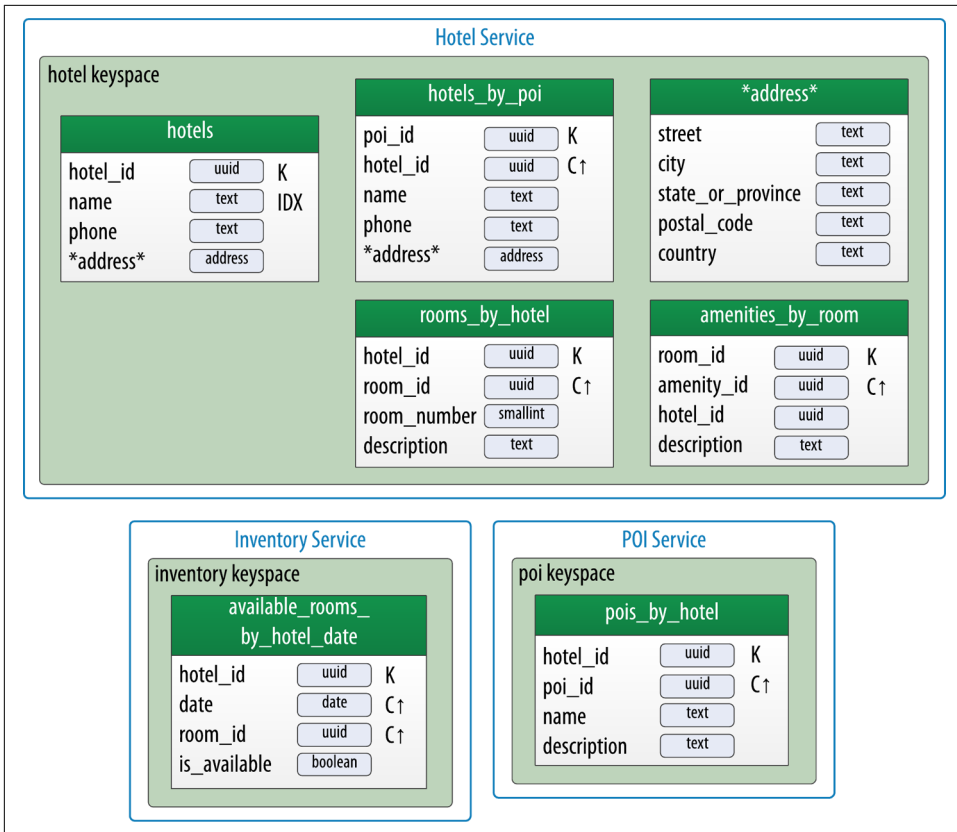 Hotel Service
hotel keyspace
hotels
hotel_id uuid K
name text IDX
phone text
*address* address
hotels_by_poi
poi_id uuid K
hotel_id uuid C↑
name text
phone text
*address* address
*address*
street text
city text
state_or_province text
postal_code text
country text
rooms_by_hotel
hotel_id uuid K
room_id uuid C↑
room_number smallint
description text
amenities_by_room
room_id uuid K
amenity_id uuid C↑
hotel_id uuid
description text
Inventory Service
inventory keyspace
available_rooms_
by_hotel_date
hotel_id uuid K
date date C↑
room_id uuid C↑
is_available boolean
POI Service
poi keyspace
pois_by_hotel
hotel_id uuid K
poi_id uuid C↑
name text
description text